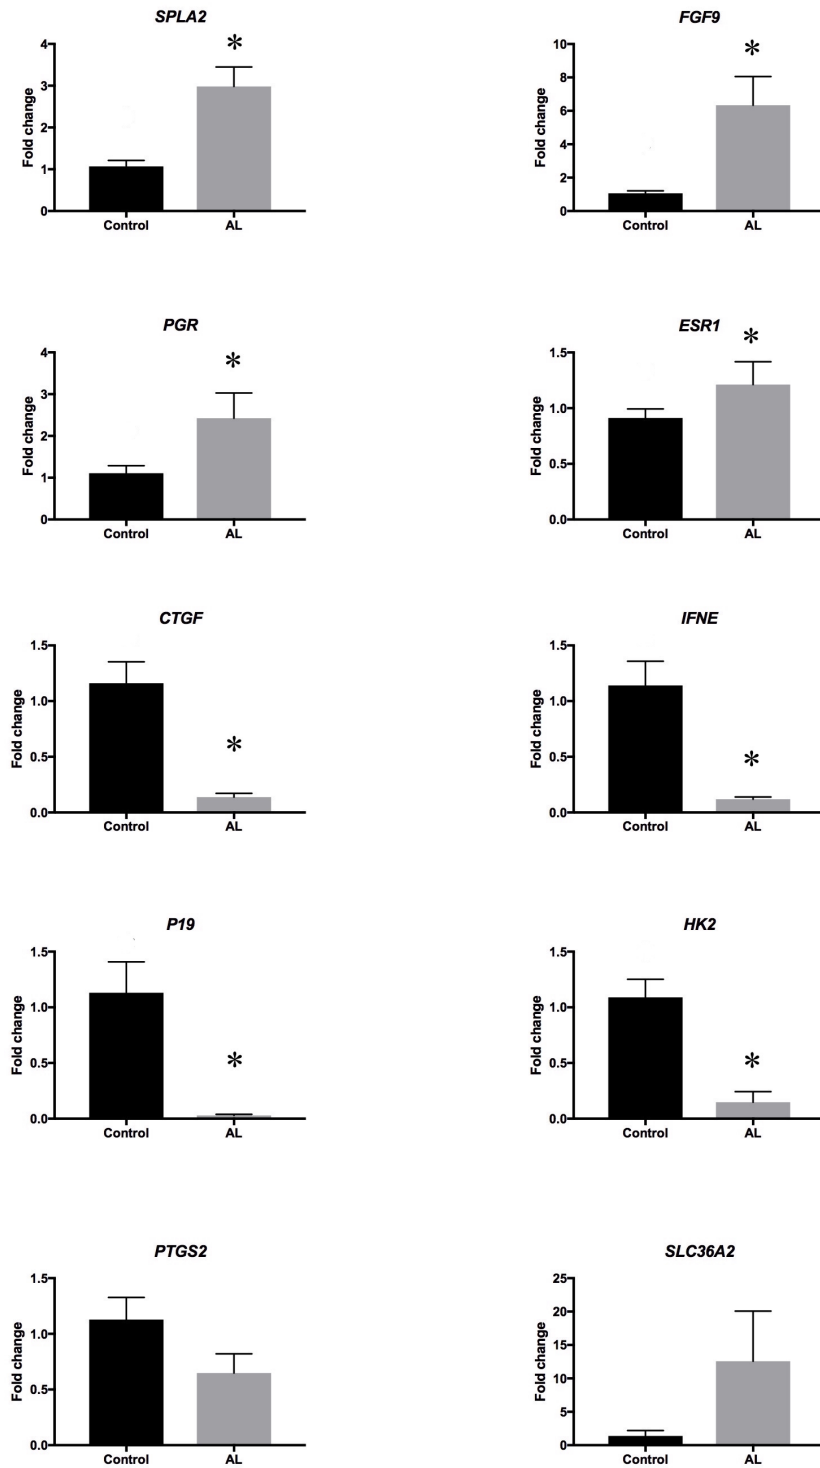 SPLA2
*
Fold change
4
3
2
1
0
Control AL
FGF9
*
Fold change
10
8
6
4
2
0
Control AL
PGR
*
Fold change
4
3
2
1
0
Control AL
ESR1
*
Fold change
1.5
1.0
0.5
0.0
Control AL
CTGF
*
Fold change
1.5
1.0
0.5
0.0
Control AL
IFNE
*
Fold change
1.5
1.0
0.5
0.0
Control AL
P19
*
Fold change
1.5
1.0
0.5
0.0
Control AL
HK2
*
Fold change
1.5
1.0
0.5
0.0
Control AL
PTGS2
Fold change
1.5
1.0
0.5
0.0
Control AL
SLC36A2
Fold change
25
20
15
10
5
0
Control AL